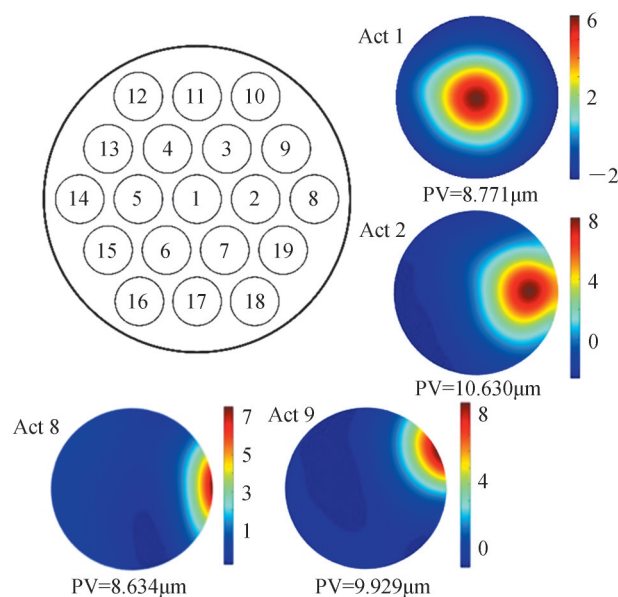 Act 1
6
2
−2
PV=8.771μm
12 11 10
13 4 3 9
14 5 1 2 8
15 6 7 19
16 17 18
Act 2
8
4
0
PV=10.630μm
Act 8
7
5
3
1
PV=8.634μm
Act 9
8
4
0
PV=9.929μm